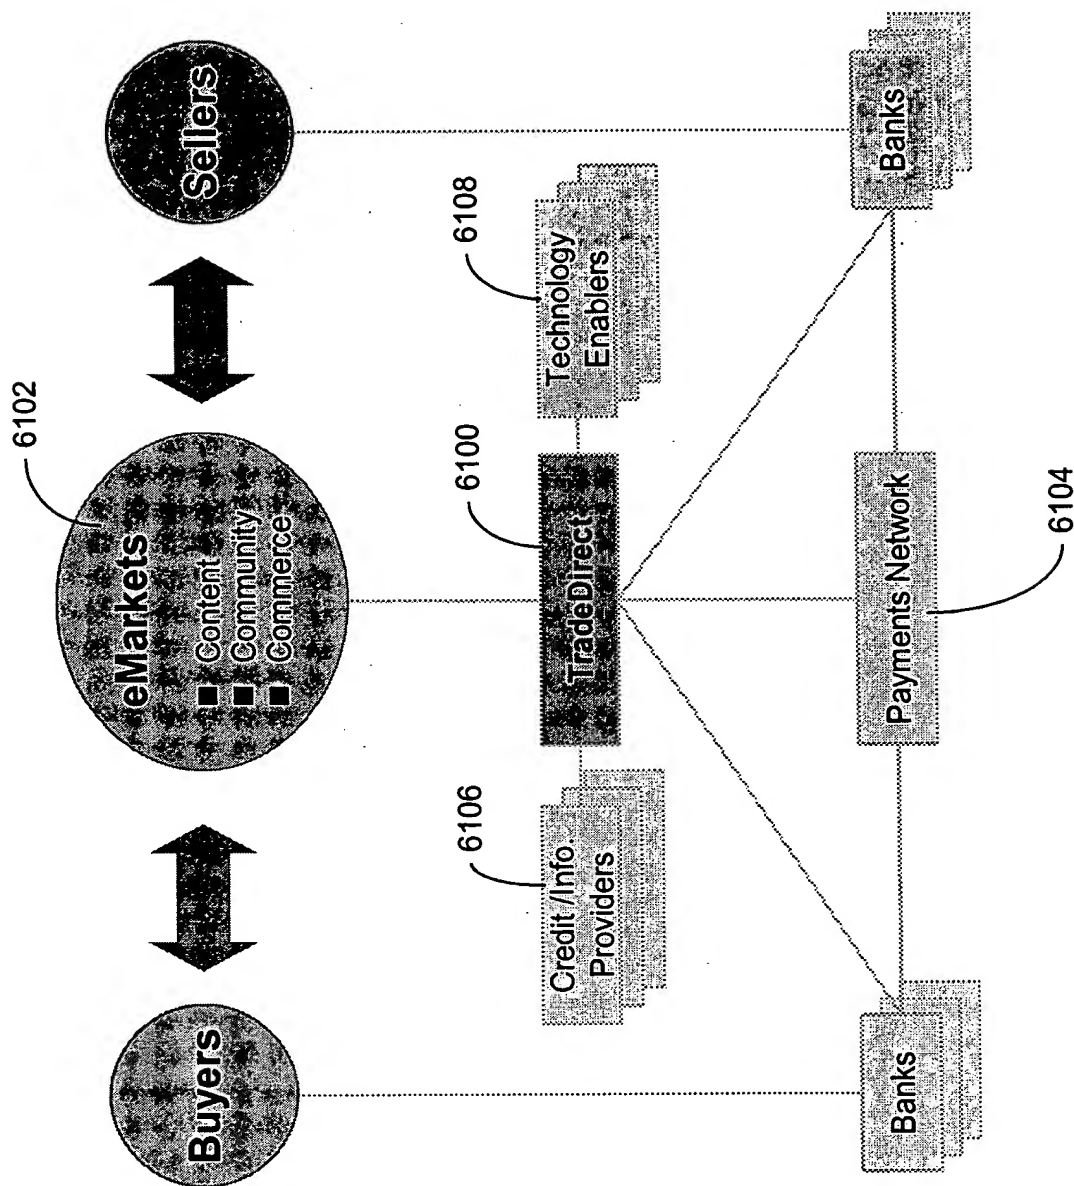 6102
Buyers
eMarkets
Content
Community
Commerce
Sellers
6106
6100
6108
Credit /Info.
Providers
TradeDirect
Technology
Enablers
Banks
Payments Network
Banks
6104